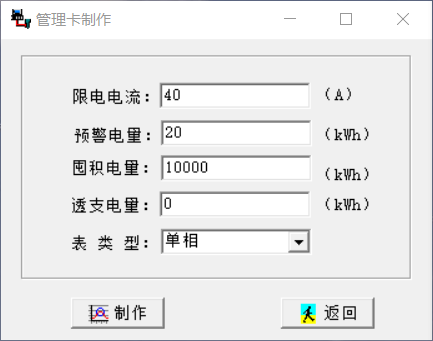 管理卡制作
限电电流： 40 （A）
预警电量： 20 （kWh）
囤积电量： 10000 （kWh）
透支电量： 0 （kWh）
表 类 型： 单相
制作 返回